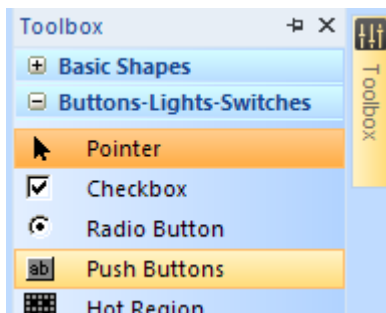 Toolbox
Basic Shapes
Buttons-Lights-Switches
Pointer
Checkbox
Radio Button
ab Push Buttons
Hot Region
Toolbox